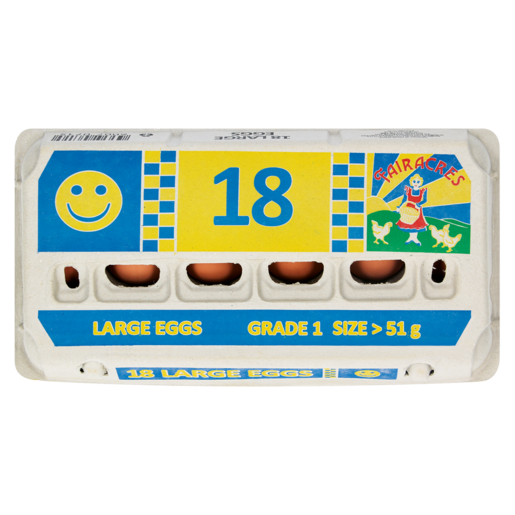 18 LARGE
EGGS
18
FAIRACRES
LARGE EGGS GRADE 1 SIZE > 51 g
18 LARGE EGGS